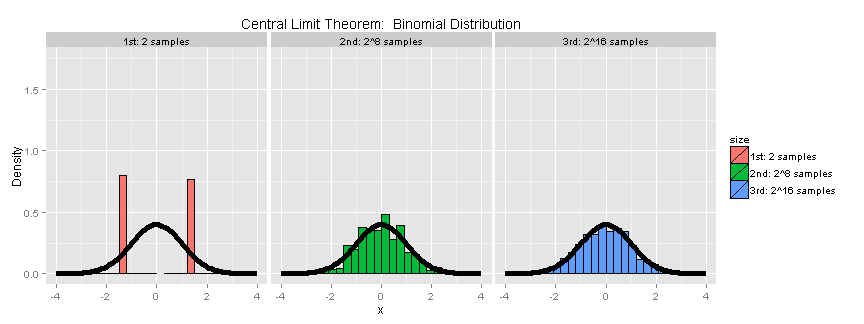 Central Limit Theorem:  Binomial Distribution
1st: 2 samples
2nd: 2^8 samples
3rd: 2^16 samples
Density
1.5
1.0
0.5
0.0
-4 -2 0 2 4
-4 -2 0 2 4
-4 -2 0 2 4
x
size
1st: 2 samples
2nd: 2^8 samples
3rd: 2^16 samples